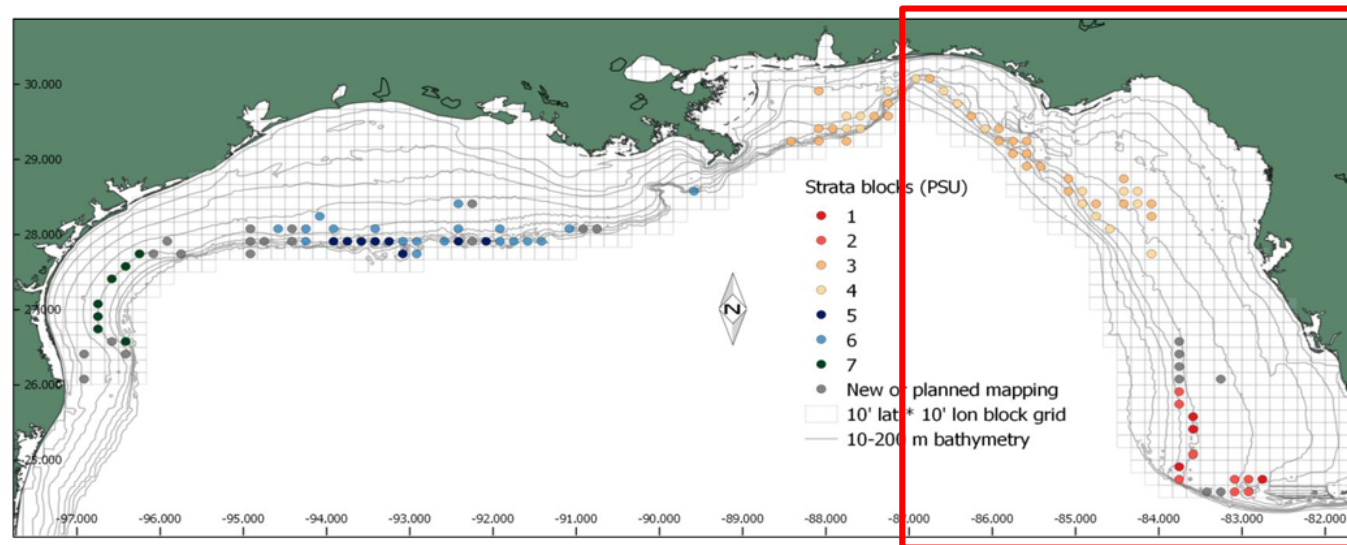 30.000
29.000
28.000
27.000
26.000
25.000
Strata blocks (PSU)
1
2
3
4
5
6
7
New or planned mapping
10' lat * 10' lon block grid
10-200 m bathymetry
N
-97.000 -96.000 -95.000 -94.000 -93.000 -92.000 -91.000 -90.000 -89.000 -88.000 -87.000 -86.000 -85.000 -84.000 -83.000 -82.000